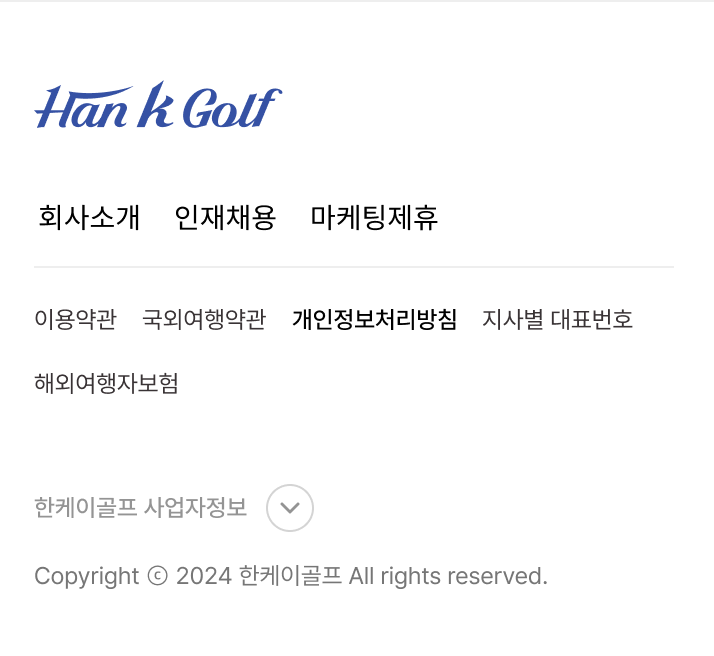 Han K Golf
회사소개 인재채용 마케팅제휴
이용약관 국외여행약관 개인정보처리방침 지사별 대표번호
해외여행자보험
한케이골프 사업자정보
Copyright ⓒ 2024 한케이골프 All rights reserved.